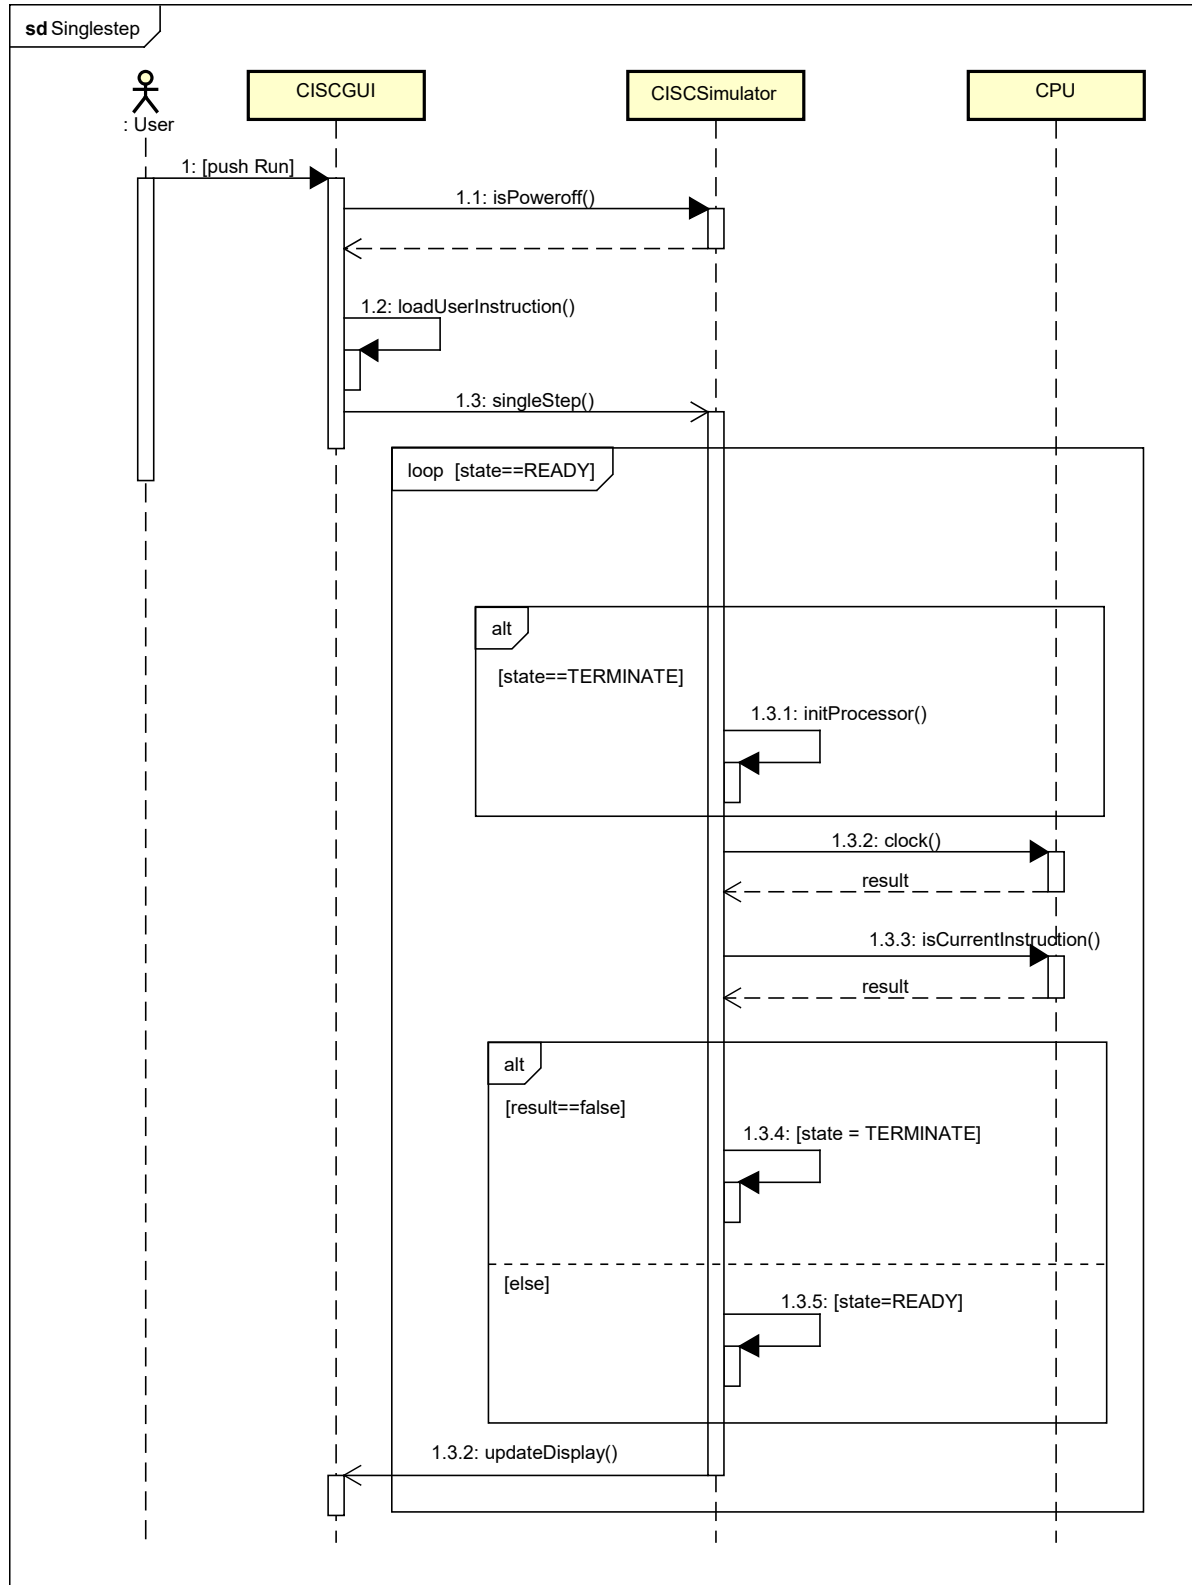 sd Singlestep
CISCGUI
CISCSimulator
CPU
: User
1: [push Run]
1.1: isPoweroff()
1.2: loadUserInstruction()
1.3: singleStep()
loop [state==READY]
alt
[state==TERMINATE]
1.3.1: initProcessor()
1.3.2: clock()
result
1.3.3: isCurrentInstruction()
result
alt
[result==false]
1.3.4: [state = TERMINATE]
[else]
1.3.5: [state=READY]
1.3.2: updateDisplay()